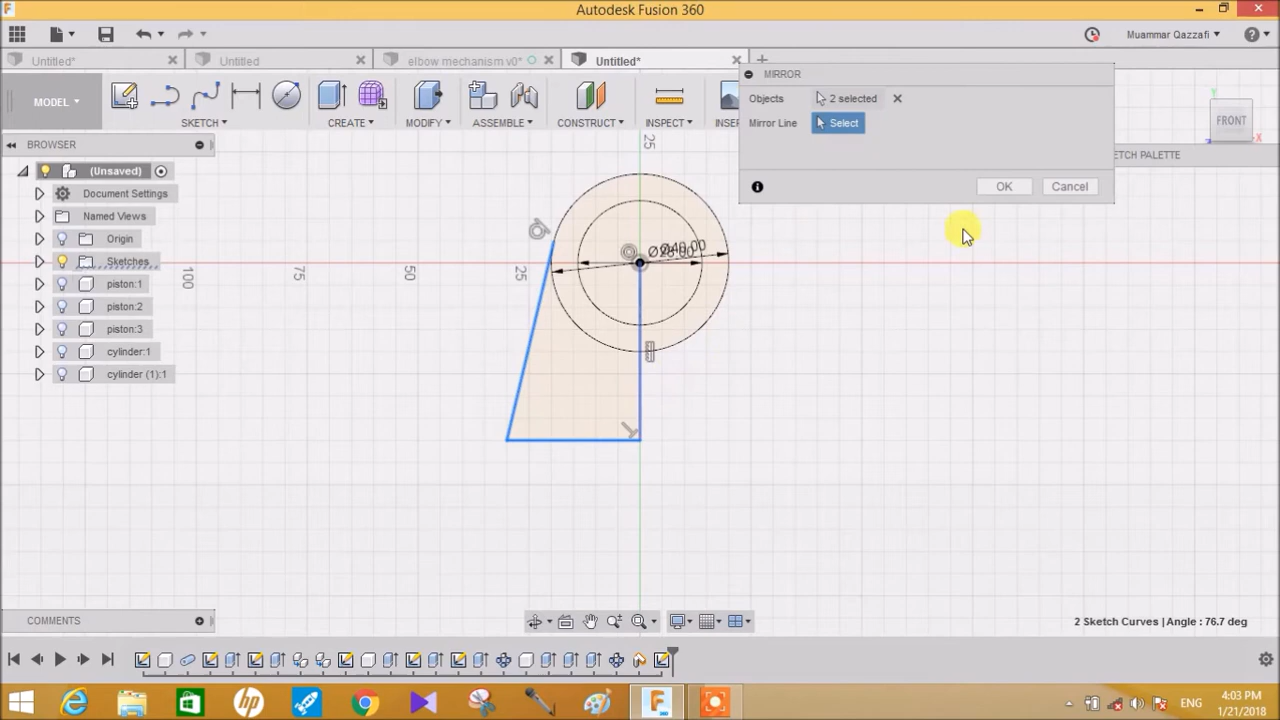 Autodesk Fusion 360
Muammar Qazzafi
Untitled*
Untitled
elbow mechanism v0*
Untitled*
MODEL
SKETCH
CREATE
MODIFY
ASSEMBLE
CONSTRUCT
INSPECT
INSER
MIRROR
Objects
2 selected
Mirror Line
Select
OK
Cancel
FRONT
X
ETCH PALETTE
BROWSER
(Unsaved)
Document Settings
Named Views
Origin
Sketches
piston:1
piston:2
piston:3
cylinder:1
cylinder (1):1
25
100
75
50
25
COMMENTS
2 Sketch Curves | Angle : 76.7 deg
ENG
4:03 PM
1/21/2018